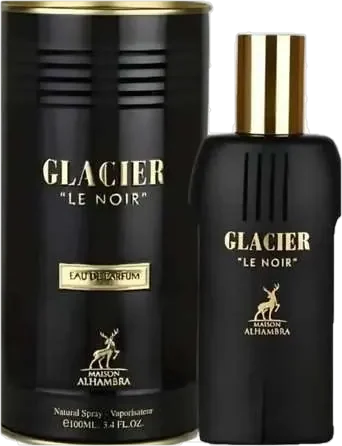 GLACIER
"LE NOIR"
EAU DE PARFUM
MAISON
ALHAMBRA
Natural Spray - Vaporisateur
℮100ML. 3.4 FL.OZ.
GLACIER
"LE NOIR"
MAISON
ALHAMBRA